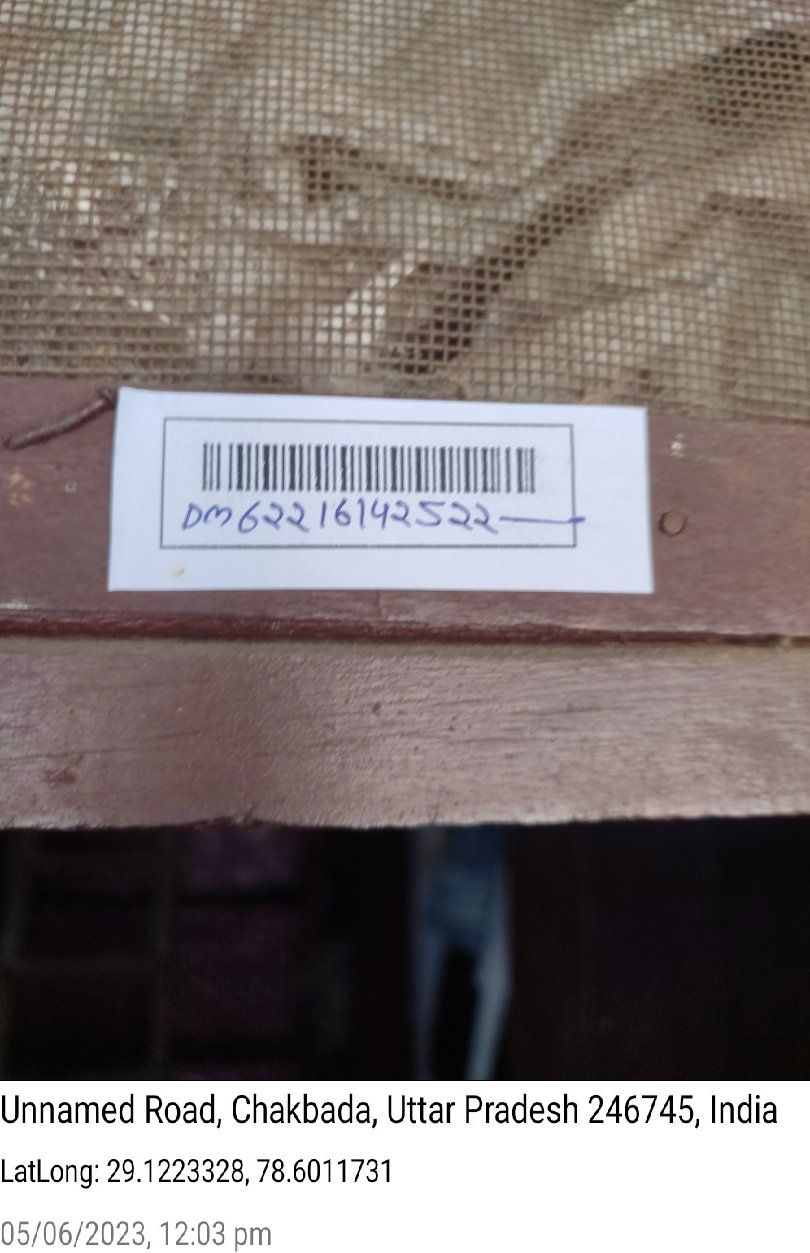 DM62216142522
Unnamed Road, Chakbada, Uttar Pradesh 246745, India
LatLong: 29.1223328, 78.6011731
05/06/2023, 12:03 pm